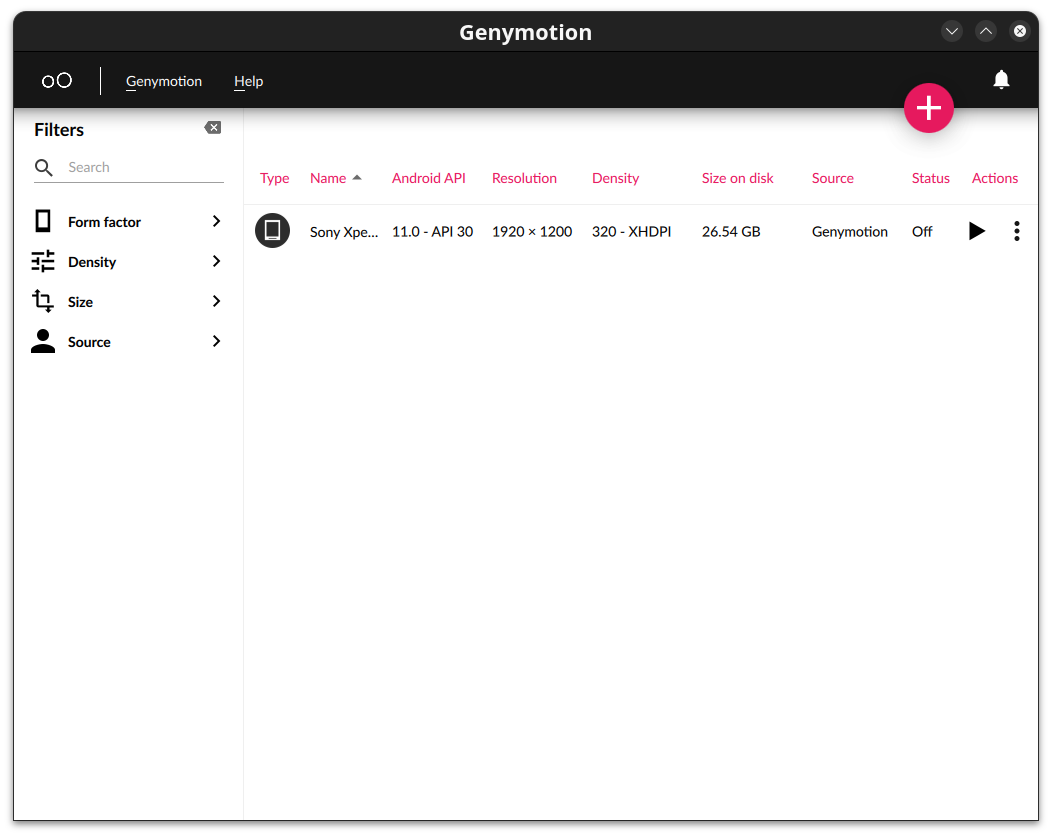 Genymotion
Genymotion Help
Filters
Search
Form factor
Density
Size
Source
Type Name Android API Resolution Density Size on disk Source Status Actions
Sony Xpe... 11.0 - API 30 1920 × 1200 320 - XHDPI 26.54 GB Genymotion Off